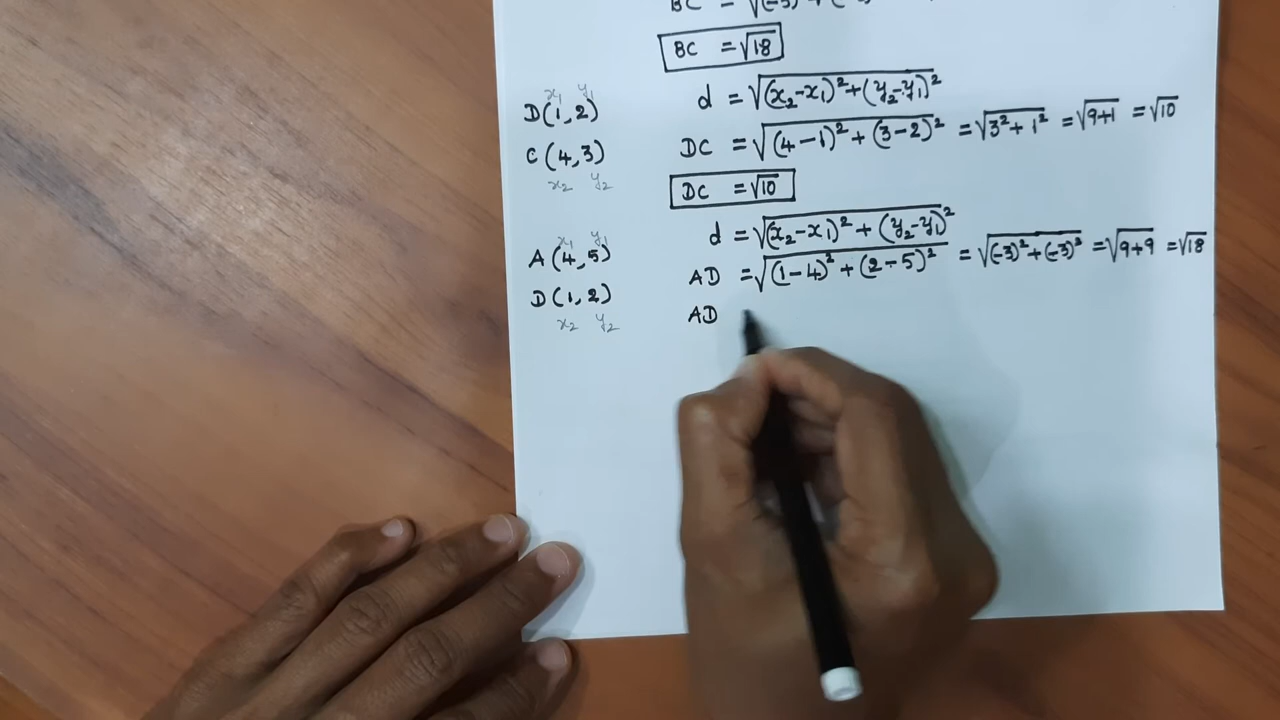 BC = √(-3)
BC = √18
x₁ y₁
D(1,2) d = √(x₂-x₁)²+(y₂-y₁)²
C(4,3) DC = √(4-1)²+(3-2)² = √3²+1² = √9+1 = √10
x₂ y₂
DC = √10
d = √(x₂-x₁)²+(y₂-y₁)²
x₁ y₁
A(4,5) AD = √(1-4)²+(2-5)² = √(-3)²+(-3)² = √9+9 = √18
D(1,2) AD
x₂ y₂